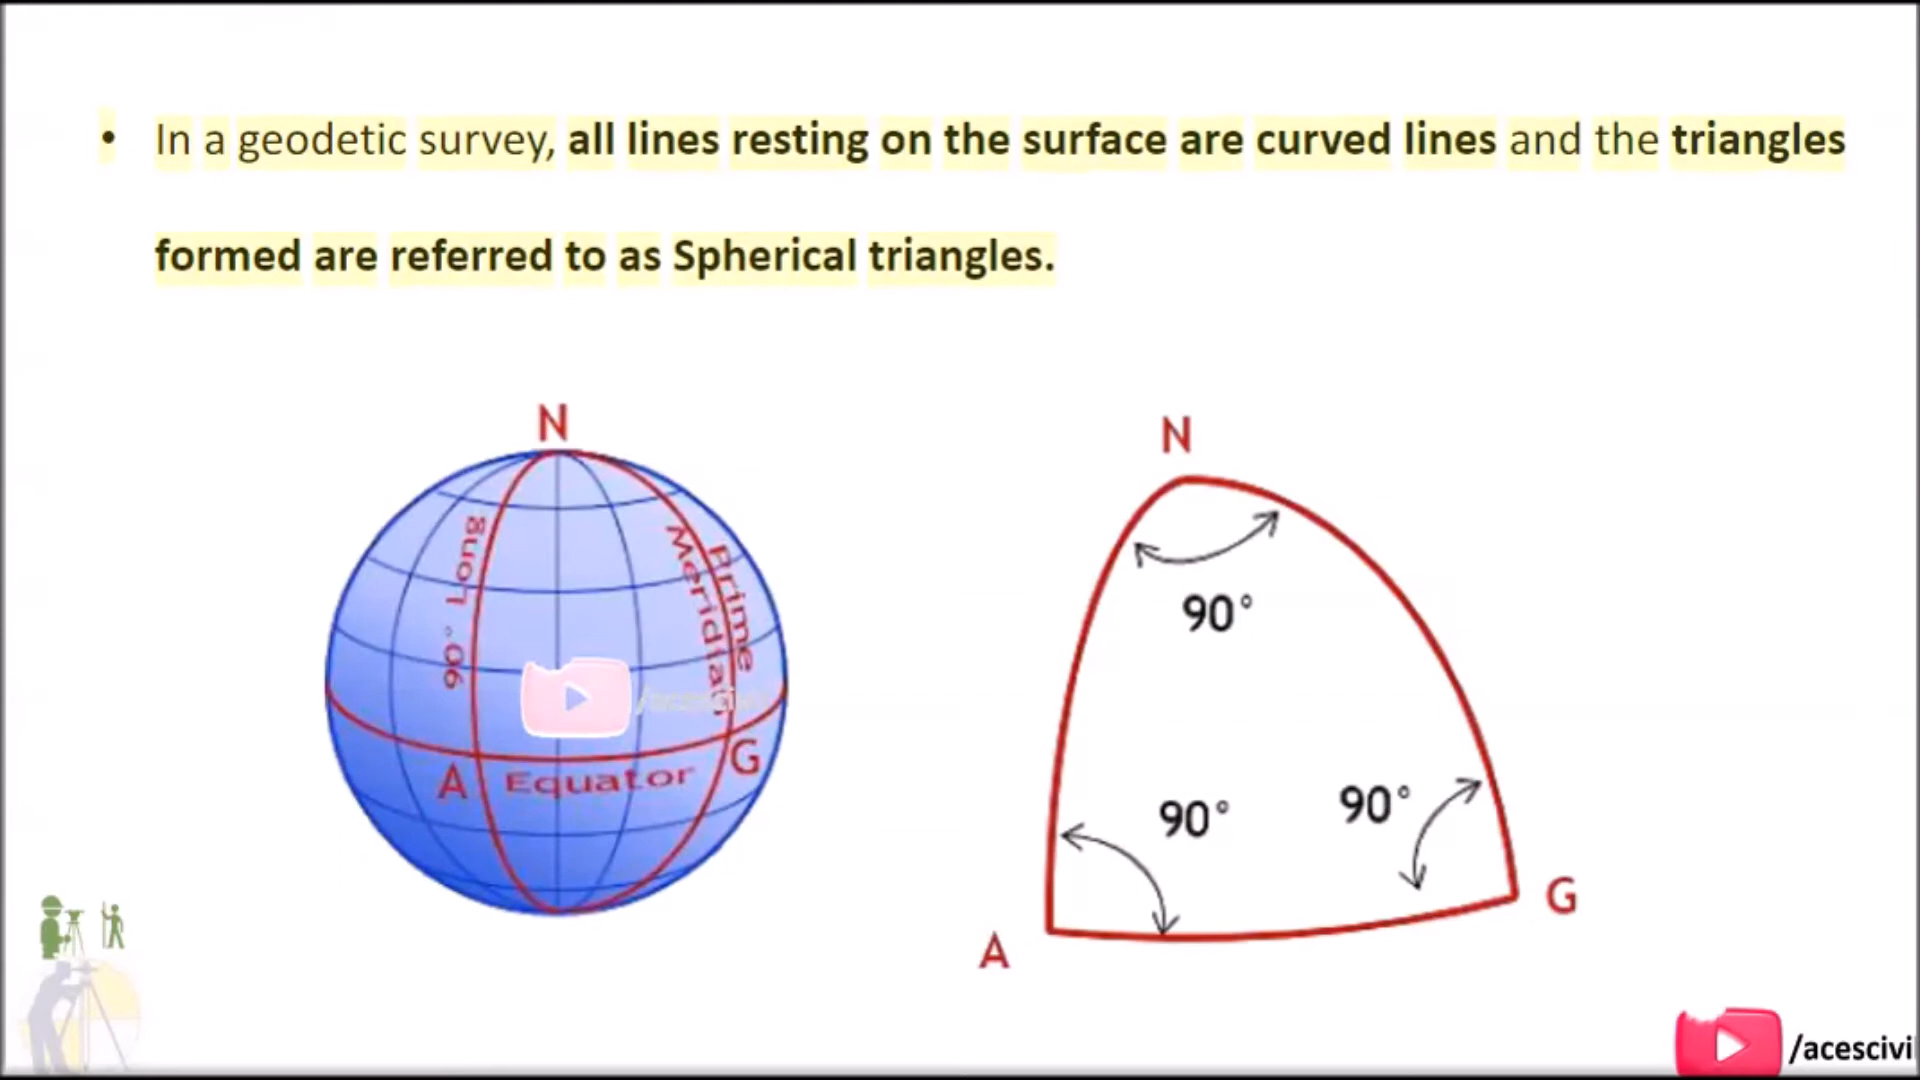 • In a geodetic survey, all lines resting on the surface are curved lines and the triangles
formed are referred to as Spherical triangles.
N
90° Long
Prime
Meridian
A
Equator
G
N
90°
90°
90°
A
G
/acescivi